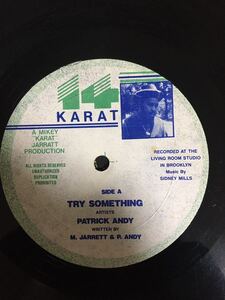 14
KARAT
A MIKEY
"KARAT"
JARRATT
PRODUCTION
ALL RIGHTS RESERVED
UNAUTHORIZED
DUPLICATION
PROHIBITED
RECORDED AT THE
LIVING ROOM STUDIO
IN BROOKLYN
Music By
SIDNEY MILLS
SIDE A
TRY SOMETHING
ARTISTS
PATRICK ANDY
WRITTEN BY
M. JARRETT & P. ANDY